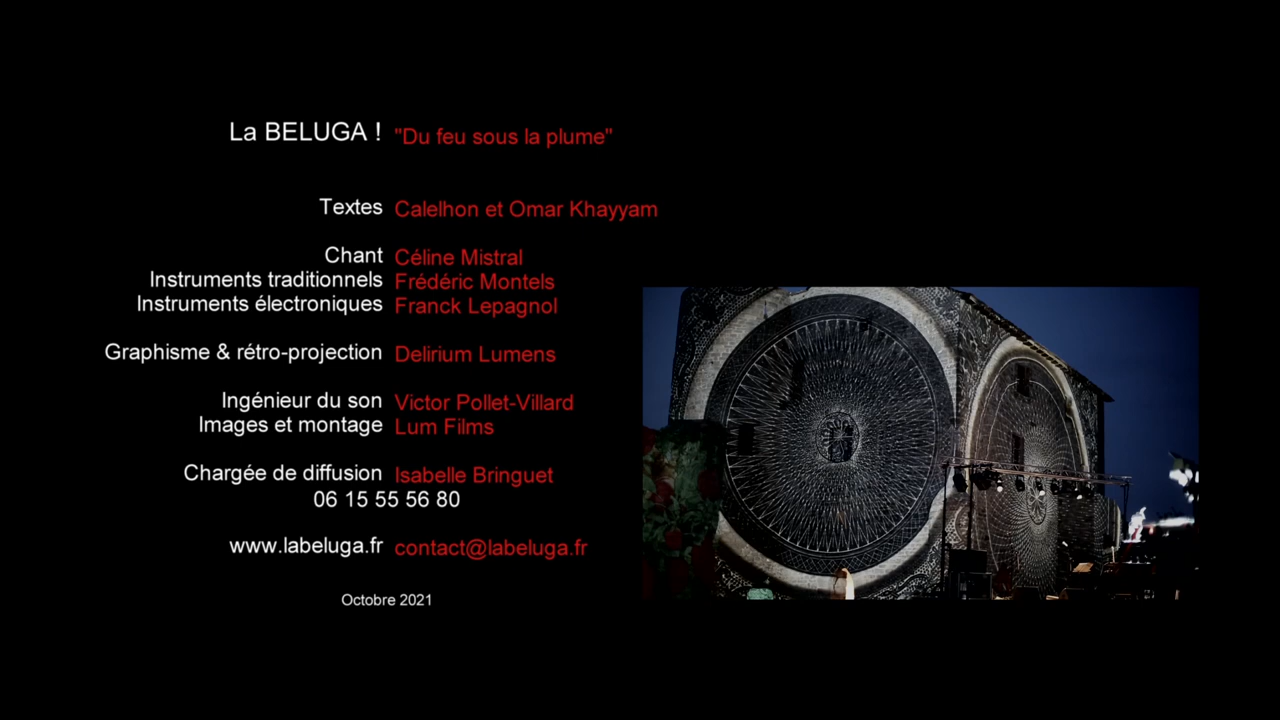 La BELUGA ! "Du feu sous la plume"
Textes Calelhon et Omar Khayyam
Chant Céline Mistral
Instruments traditionnels Frédéric Montels
Instruments électroniques Franck Lepagnol
Graphisme & rétro-projection Delirium Lumens
Ingénieur du son Victor Pollet-Villard
Images et montage Lum Films
Chargée de diffusion Isabelle Bringuet
06 15 55 56 80
www.labeluga.fr contact@labeluga.fr
Octobre 2021